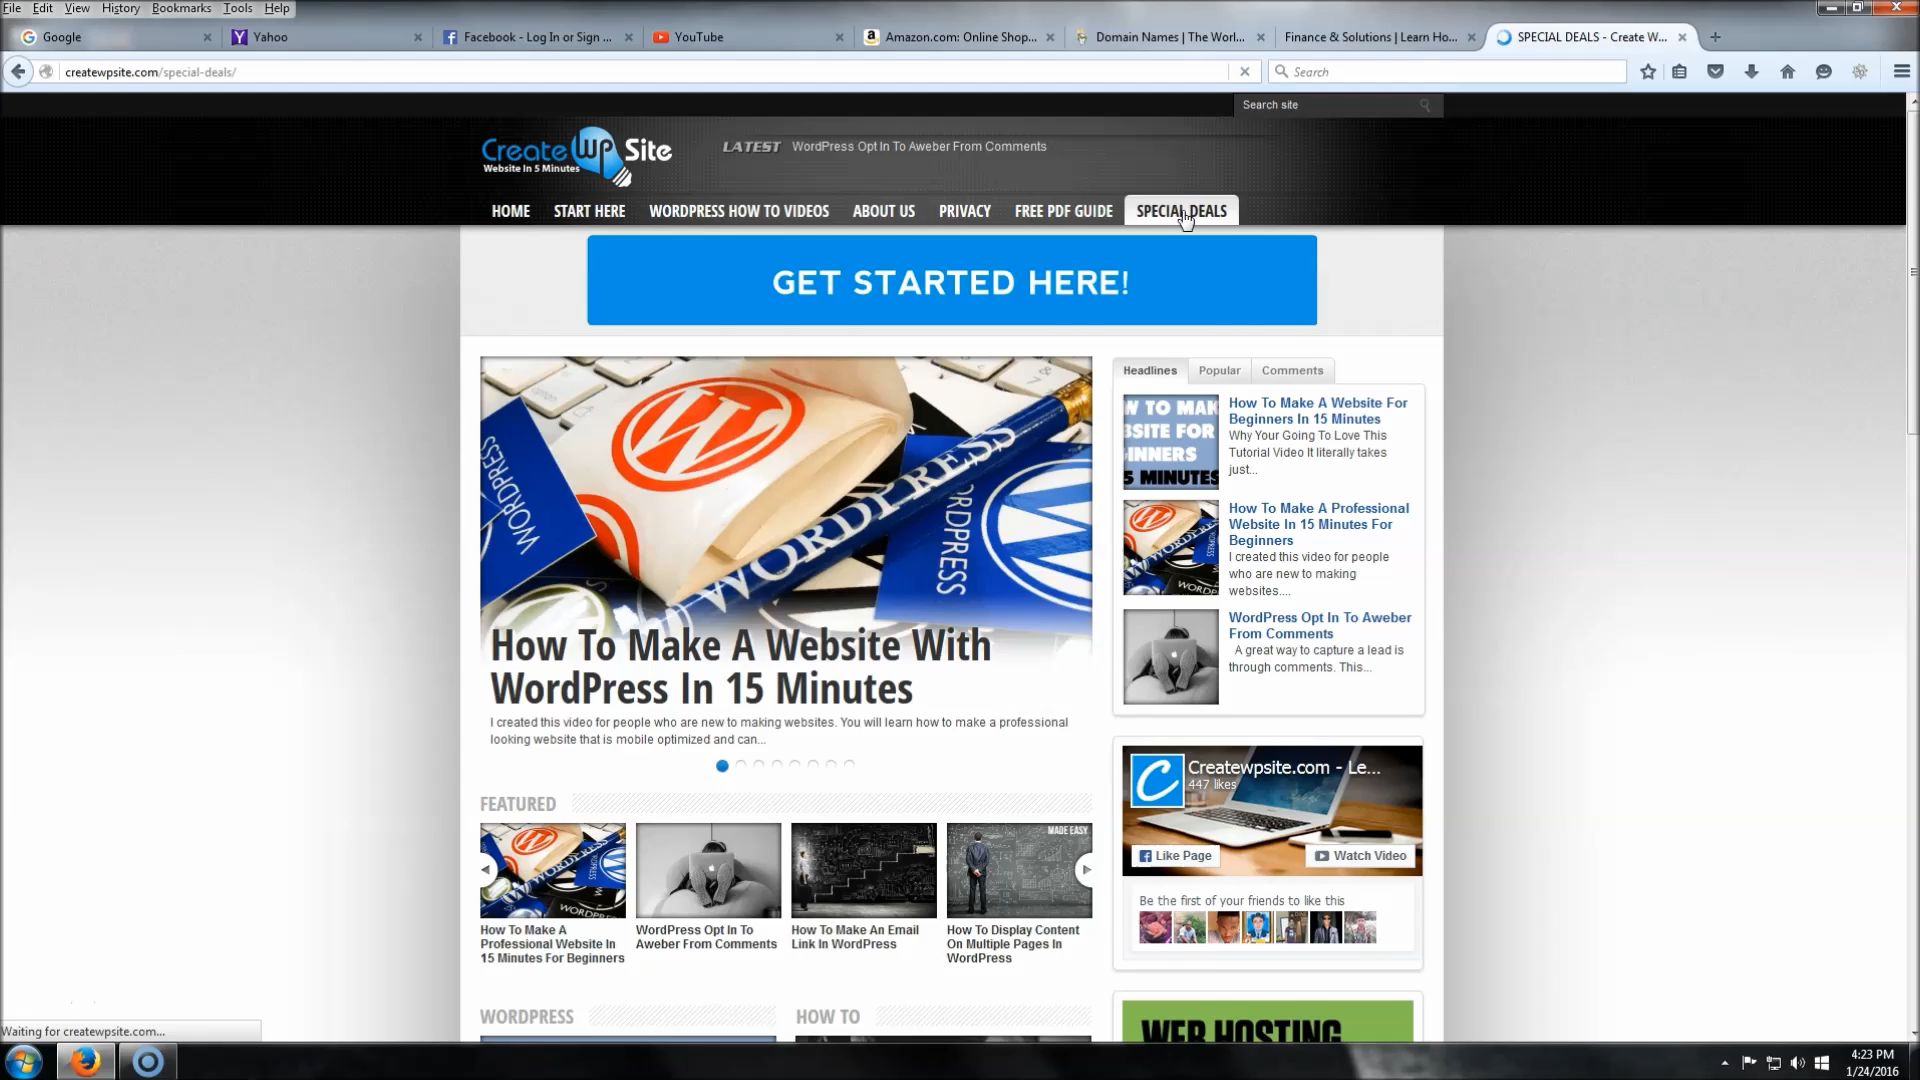 File Edit View History Bookmarks Tools Help
Google
Yahoo
Facebook - Log In or Sign ...
YouTube
Amazon.com: Online Shop...
Domain Names | The Worl...
Finance & Solutions | Learn Ho...
SPECIAL DEALS - Create W...
createwpsite.com/special-deals/
Search
Search site
Create WP Site
Website In 5 Minutes
LATEST WordPress Opt In To Aweber From Comments
HOME START HERE WORDPRESS HOW TO VIDEOS ABOUT US PRIVACY FREE PDF GUIDE SPECIAL DEALS
GET STARTED HERE!
WORDPRESS
WORDPRESS
WORDPRESS
How To Make A Website With
WordPress In 15 Minutes
I created this video for people who are new to making websites. You will learn how to make a professional
looking website that is mobile optimized and can...
Headlines Popular Comments
How To Make A Website For
Beginners In 15 Minutes
Why Your Going To Love This
Tutorial Video It literally takes
just...
How To Make A Professional
Website In 15 Minutes For
Beginners
I created this video for people
who are new to making
websites....
WordPress Opt In To Aweber
From Comments
A great way to capture a lead is
through comments. This...
Createwpsite.com - Le...
447 likes
Like Page
Watch Video
Be the first of your friends to like this
FEATURED
MADE EASY
How To Make A
Professional Website In
15 Minutes For Beginners
WordPress Opt In To
Aweber From Comments
How To Make An Email
Link In WordPress
How To Display Content
On Multiple Pages In
WordPress
WORDPRESS
HOW TO
WEB HOSTING
Waiting for createwpsite.com...
4:23 PM
1/24/2016